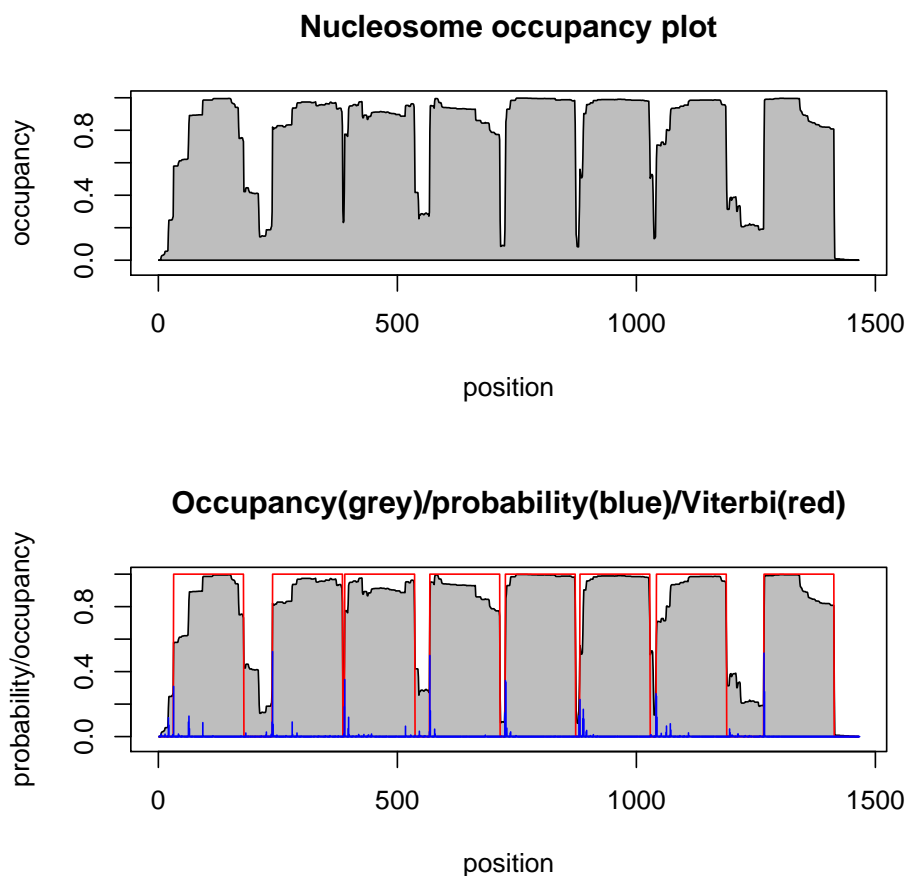 Nucleosome occupancy plot
occupancy
0.0 0.4 0.8
0 500 1000 1500
position
Occupancy(grey)/probability(blue)/Viterbi(red)
probability/occupancy
0.0 0.4 0.8
0 500 1000 1500
position